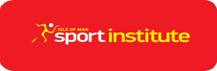 ISLE OF MAN
sport institute